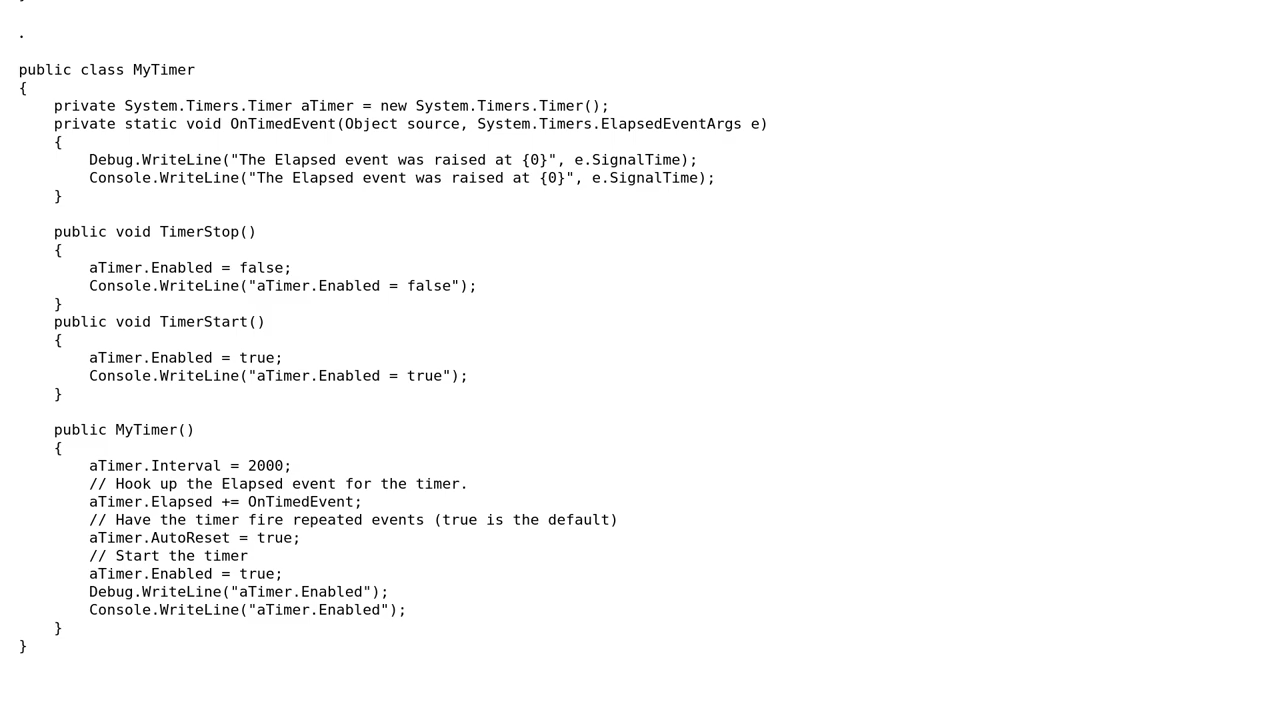 .
public class MyTimer
{
    private System.Timers.Timer aTimer = new System.Timers.Timer();
    private static void OnTimedEvent(Object source, System.Timers.ElapsedEventArgs e)
    {
        Debug.WriteLine("The Elapsed event was raised at {0}", e.SignalTime);
        Console.WriteLine("The Elapsed event was raised at {0}", e.SignalTime);
    }

    public void TimerStop()
    {
        aTimer.Enabled = false;
        Console.WriteLine("aTimer.Enabled = false");
    }
    public void TimerStart()
    {
        aTimer.Enabled = true;
        Console.WriteLine("aTimer.Enabled = true");
    }

    public MyTimer()
    {
        aTimer.Interval = 2000;
        // Hook up the Elapsed event for the timer.
        aTimer.Elapsed += OnTimedEvent;
        // Have the timer fire repeated events (true is the default)
        aTimer.AutoReset = true;
        // Start the timer
        aTimer.Enabled = true;
        Debug.WriteLine("aTimer.Enabled");
        Console.WriteLine("aTimer.Enabled");
    }
}